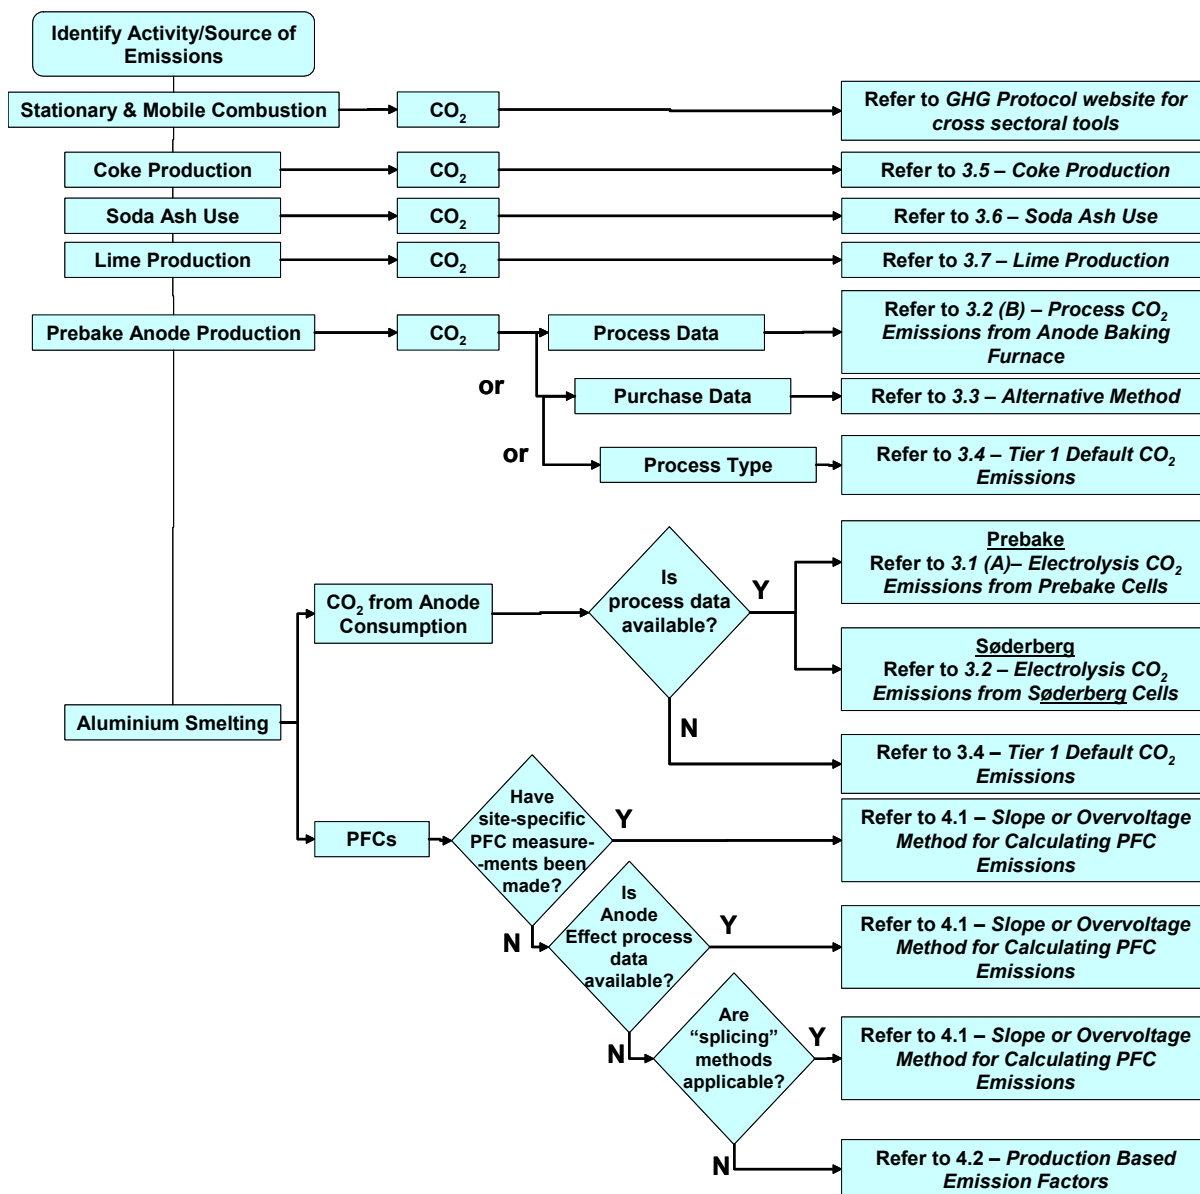 Identify Activity/Source of
Emissions
Stationary & Mobile Combustion
CO₂
Refer to GHG Protocol website for
cross sectoral tools
Coke Production
CO₂
Refer to 3.5 – Coke Production
Soda Ash Use
CO₂
Refer to 3.6 – Soda Ash Use
Lime Production
CO₂
Refer to 3.7 – Lime Production
Prebake Anode Production
CO₂
Process Data
Refer to 3.2 (B) – Process CO₂
Emissions from Anode Baking
Furnace
or
Purchase Data
Refer to 3.3 – Alternative Method
or
Process Type
Refer to 3.4 – Tier 1 Default CO₂
Emissions
Aluminium Smelting
CO₂ from Anode
Consumption
Is
process data
available?
Y
Prebake
Refer to 3.1 (A)– Electrolysis CO₂
Emissions from Prebake Cells
Søderberg
Refer to 3.2 – Electrolysis CO₂
Emissions from Søderberg Cells
N
Refer to 3.4 – Tier 1 Default CO₂
Emissions
PFCs
Have
site-specific
PFC measure-
-ments been
made?
Y
Refer to 4.1 – Slope or Overvoltage
Method for Calculating PFC
Emissions
N
Is
Anode
Effect process
data
available?
Y
Refer to 4.1 – Slope or Overvoltage
Method for Calculating PFC
Emissions
N
Are
“splicing”
methods
applicable?
Y
Refer to 4.1 – Slope or Overvoltage
Method for Calculating PFC
Emissions
N
Refer to 4.2 – Production Based
Emission Factors